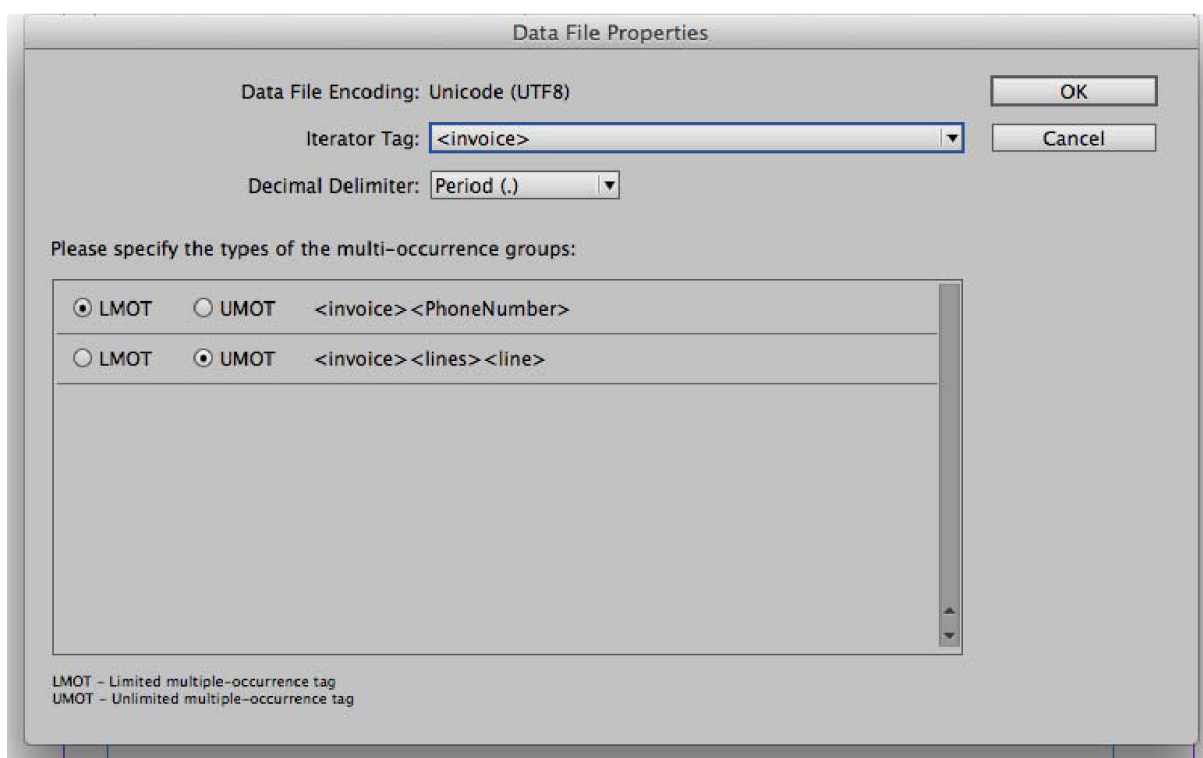 Data File Properties
Data File Encoding: Unicode (UTF8)
OK
Iterator Tag: <invoice>
Cancel
Decimal Delimiter: Period (.)
Please specify the types of the multi-occurrence groups:
LMOT UMOT <invoice><PhoneNumber>
LMOT UMOT <invoice><lines><line>
LMOT - Limited multiple-occurrence tag
UMOT - Unlimited multiple-occurrence tag